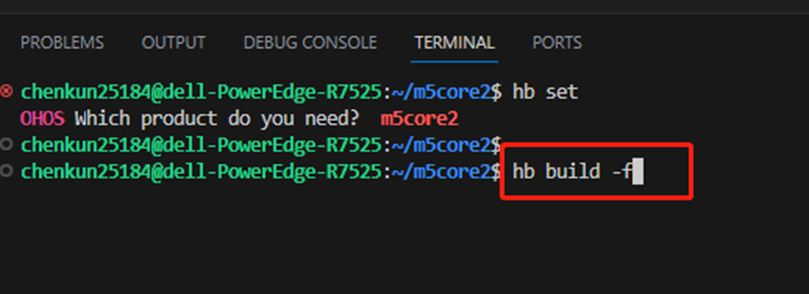 PROBLEMS OUTPUT DEBUG CONSOLE TERMINAL PORTS
chenkun25184@dell-PowerEdge-R7525:~/m5core2$ hb set
OHOS Which product do you need? m5core2
chenkun25184@dell-PowerEdge-R7525:~/m5core2$
chenkun25184@dell-PowerEdge-R7525:~/m5core2$ hb build -f